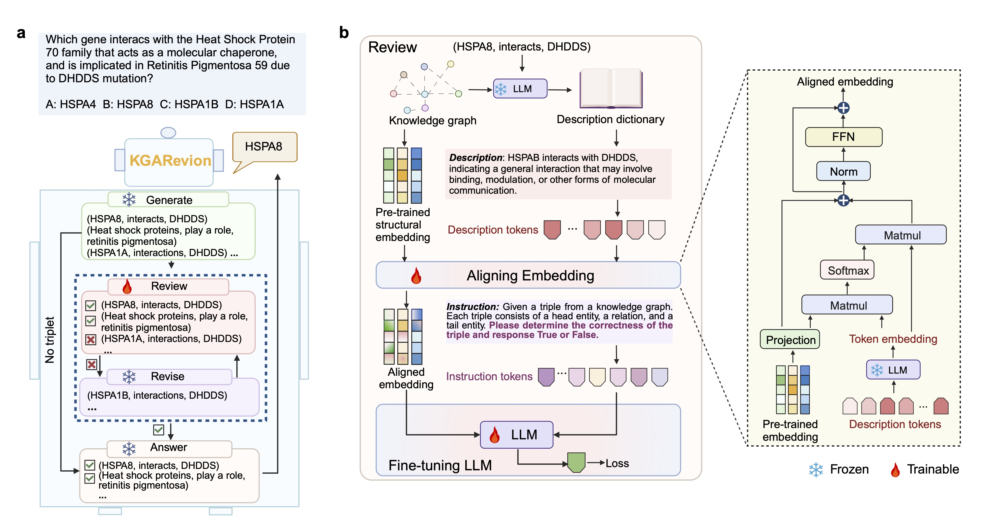 a
Which gene interacs with the Heat Shock Protein
70 family that acts as a molecular chaperone,
and is implicated in Retinitis Pigmentosa 59 due
to DHDDS mutation?
A: HSPA4 B: HSPA8 C: HSPA1B D: HSPA1A
KGARevion
HSPA8
Generate
(HSPA8, interacts, DHDDS)
(Heat shock proteins, play a role,
retinitis pigmentosa)
(HSPA1A, interactions, DHDDS) ...
No triplet
Review
(HSPA8, interacts, DHDDS)
(Heat shock proteins, play a role,
retinitis pigmentosa)
(HSPA1A, interactions, DHDDS)
...
Revise
(HSPA1B, interactions, DHDDS)
...
Answer
(HSPA8, interacts, DHDDS)
(Heat shock proteins, play a role,
retinitis pigmentosa)
...
b
Review
(HSPA8, interacts, DHDDS)
LLM
Knowledge graph
Description dictionary
Description: HSPAB interacts with DHDDS,
indicating a general interaction that may involve
binding, modulation, or other forms of molecular
communication.
Pre-trained
structural
embedding
Description tokens ...
Aligning Embedding
Instruction: Given a triple from a knowledge graph.
Each triple consists of a head entity, a relation, and a
tail entity. Please determine the correctness of the
triple and response True or False.
Aligned
embedding
Instruction tokens ...
LLM
Fine-tuning LLM
Loss
Aligned embedding
FFN
Norm
Matmul
Softmax
Matmul
Projection
Token embedding
LLM
...
Pre-trained
embedding
Description tokens
Frozen
Trainable